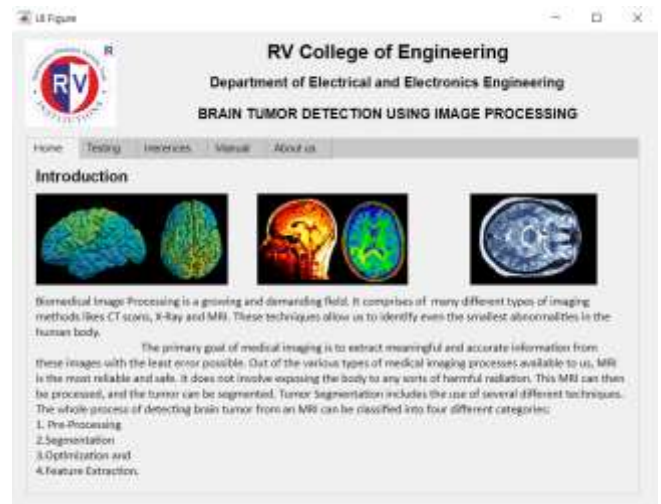 UI Figure
R
RV College of Engineering
Department of Electrical and Electronics Engineering
BRAIN TUMOR DETECTION USING IMAGE PROCESSING
RV
INSTITUTIONS
Home Testing Inerences Manual About us
Introduction
Biomedical Image Processing is a growing and demanding field. It comprises of many different types of imaging
methods likes CT scans, X-Ray and MRI. These techniques allow us to identify even the smallest abnormalities in the
human body.
The primary goal of medical imaging is to extract meaningful and accurate information from
these images with the least error possible. Out of the various types of medical imaging processes available to us, MRI
is the most reliable and safe. It does not involve exposing the body to any sorts of harmful radiation. This MRI can then
be processed, and the tumor can be segmented. Tumor Segmentation includes the use of several different techniques.
The whole process of detecting brain tumor from an MRI can be classified into four different categories:
1. Pre-Processing
2.Segmentation
3.Optimization and
4.Feature Extraction.